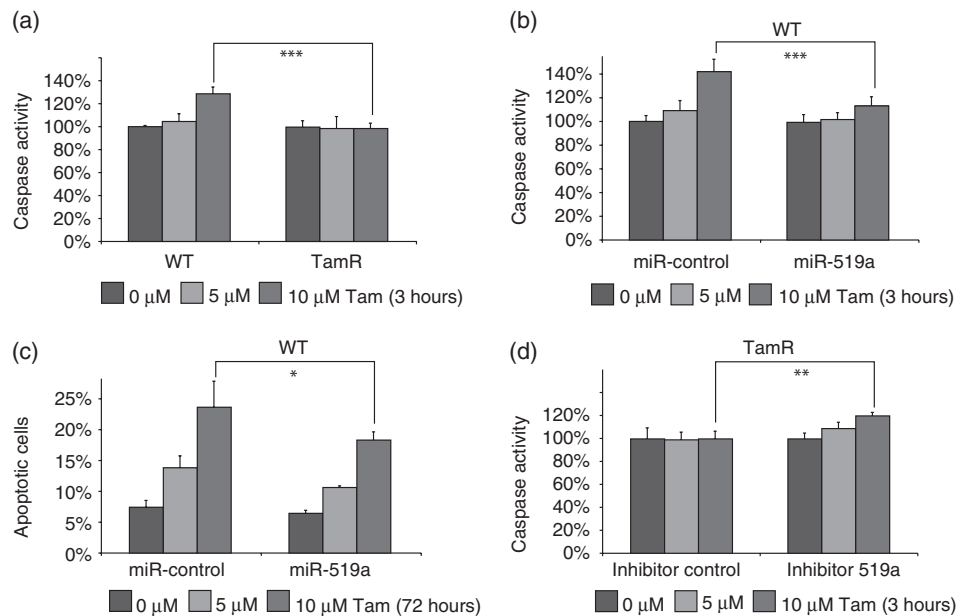 (a)
***
Caspase activity
140%
120%
100%
80%
60%
40%
20%
0%
WT
TamR
0 µM
5 µM
10 µM Tam (3 hours)
(b)
WT
***
Caspase activity
140%
120%
100%
80%
60%
40%
20%
0%
miR-control
miR-519a
0 µM
5 µM
10 µM Tam (3 hours)
(c)
WT
*
Apoptotic cells
25%
20%
15%
10%
5%
0%
miR-control
miR-519a
0 µM
5 µM
10 µM Tam (72 hours)
(d)
TamR
**
Caspase activity
120%
100%
80%
60%
40%
20%
0%
Inhibitor control
Inhibitor 519a
0 µM
5 µM
10 µM Tam (3 hours)